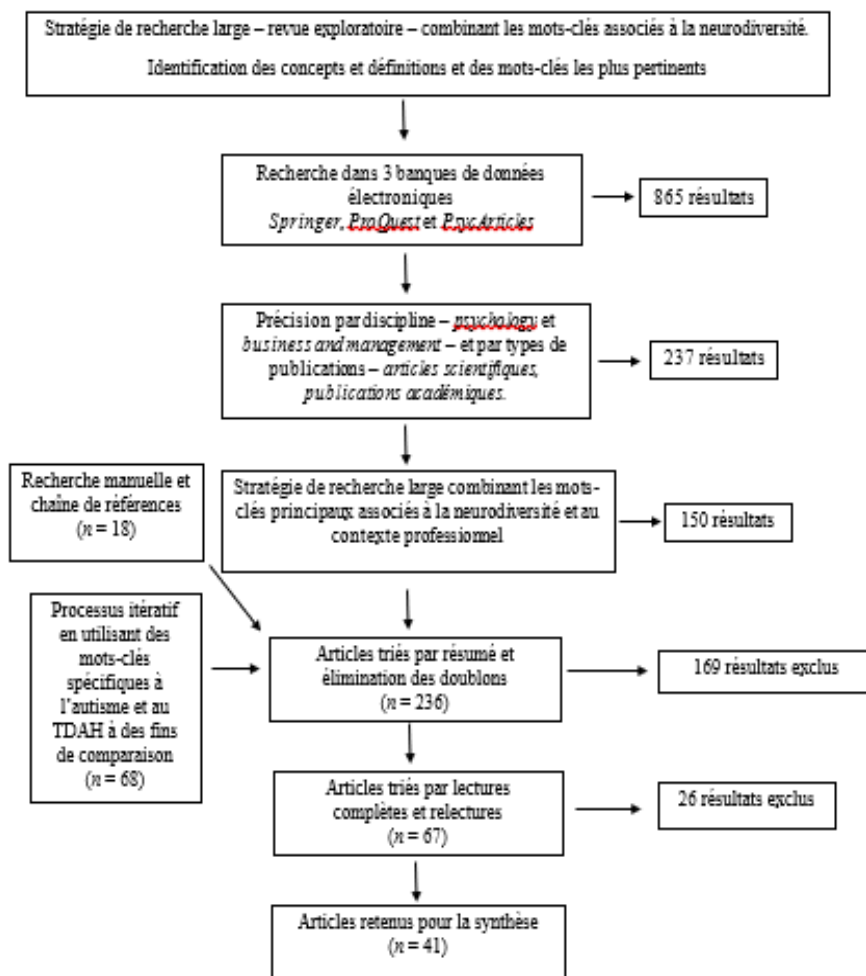 Stratégie de recherche large – revue exploratoire – combinant les mots-clés associés à la neurodiversité.
Identification des concepts et définitions et des mots-clés les plus pertinents
Recherche dans 3 banques de données
électroniques
Springer, ProQuest et PsycArticles
865 résultats
Précision par discipline – psychology et
business and management – et par types de
publications – articles scientifiques,
publications académiques.
237 résultats
Recherche manuelle et
chaîne de références
(n = 18)
Stratégie de recherche large combinant les mots-
clés principaux associés à la neurodiversité et au
contexte professionnel
150 résultats
Processus itératif
en utilisant des
mots-clés
spécifiques à
l’autisme et au
TDAH à des fins
de comparaison
(n = 68)
Articles triés par résumé et
élimination des doublons
(n = 236)
169 résultats exclus
Articles triés par lectures
complètes et relectures
(n = 67)
26 résultats exclus
Articles retenus pour la synthèse
(n = 41)